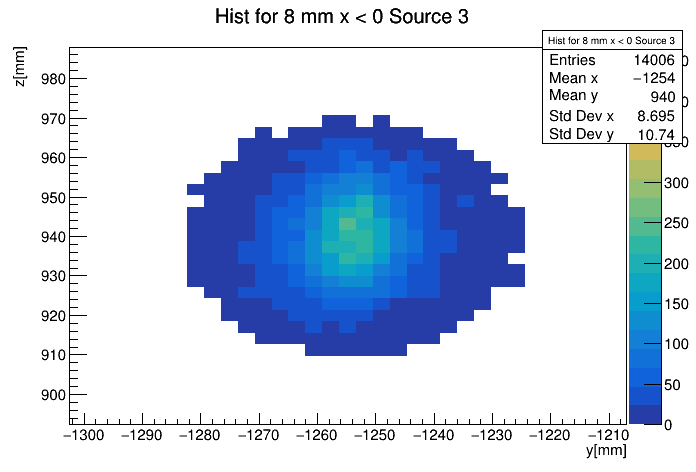 Hist for 8 mm x < 0 Source 3
Hist for 8 mm x < 0 Source 3
Entries 14006
Mean x −1254
Mean y 940
Std Dev x 8.695
Std Dev y 10.74
z[mm]
980
970
960
950
940
930
920
910
900
300
250
200
150
100
50
0
−1300 −1290 −1280 −1270 −1260 −1250 −1240 −1230 −1220 −1210
y[mm]